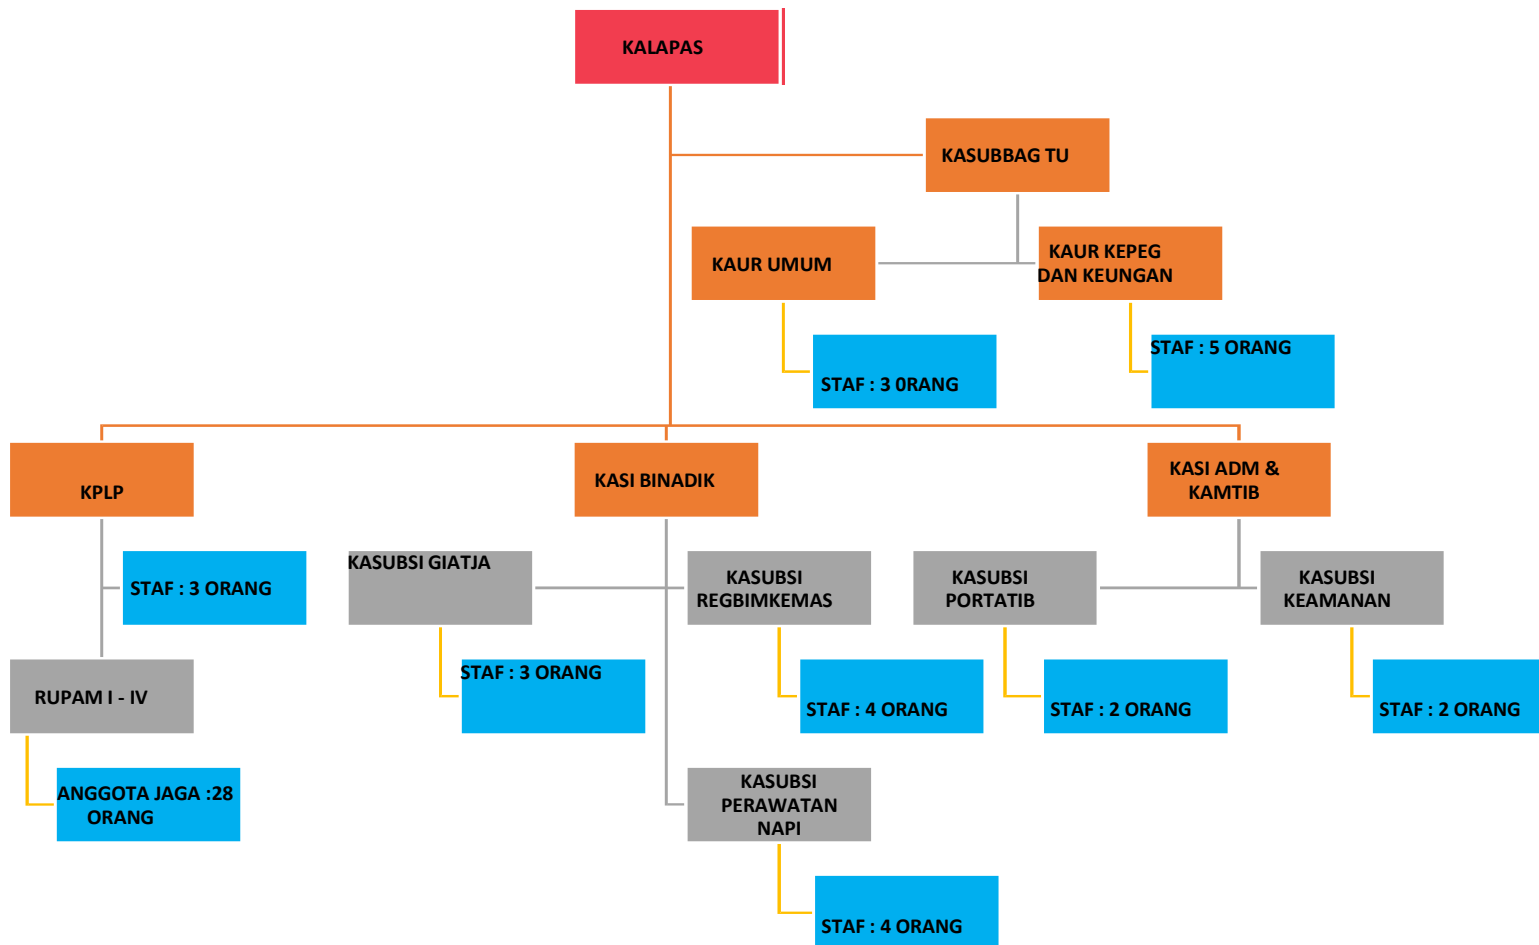 KALAPAS
KASUBBAG TU
KAUR UMUM
KAUR KEPEG
DAN KEUNGAN
STAF : 3 0RANG
STAF : 5 ORANG
KPLP
KASI BINADIK
KASI ADM &
KAMTIB
STAF : 3 ORANG
KASUBSI GIATJA
KASUBSI
REGBIMKEMAS
KASUBSI
PORTATIB
KASUBSI
KEAMANAN
RUPAM I - IV
STAF : 3 ORANG
STAF : 4 ORANG
STAF : 2 ORANG
STAF : 2 ORANG
ANGGOTA JAGA :28
ORANG
KASUBSI
PERAWATAN
NAPI
STAF : 4 ORANG